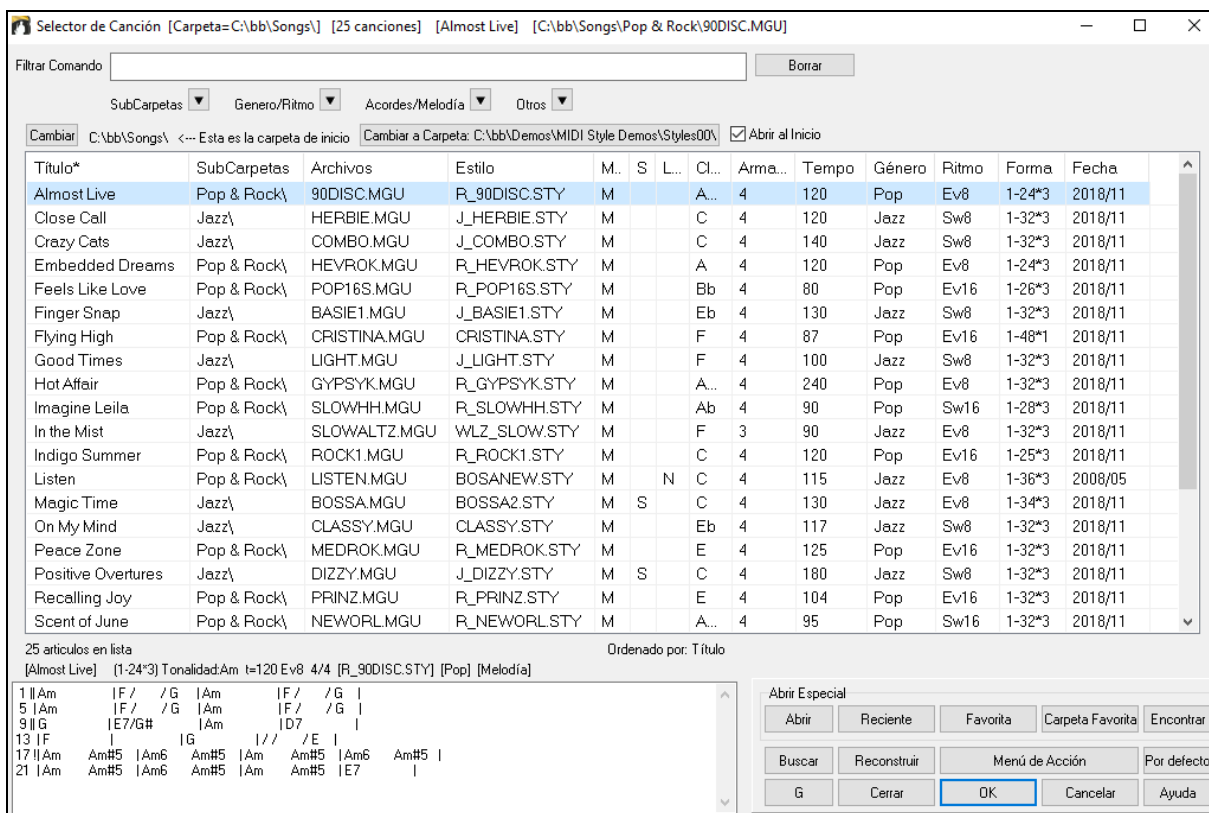 Selector de Canción [Carpeta=C:\bb\Songs\] [25 canciones] [Almost Live] [C:\bb\Songs\Pop & Rock\90DISC.MGU]
Filtrar Comando Borrar
SubCarpetas Genero/Ritmo Acordes/Melodía Otros
Cambiar C:\bb\Songs\ <--- Esta es la carpeta de inicio Cambiar a Carpeta: C:\bb\Demos\MIDI Style Demos\Styles00\ Abrir al Inicio
Título* SubCarpetas Archivos Estilo M.. S L... Cl... Arma... Tempo Género Ritmo Forma Fecha
Almost Live Pop & Rock\ 90DISC.MGU R_90DISC.STY M A... 4 120 Pop Ev8 1-24*3 2018/11
Close Call Jazz\ HERBIE.MGU J_HERBIE.STY M C 4 120 Jazz Sw8 1-32*3 2018/11
Crazy Cats Jazz\ COMBO.MGU J_COMBO.STY M C 4 140 Jazz Sw8 1-32*3 2018/11
Embedded Dreams Pop & Rock\ HEVROK.MGU R_HEVROK.STY M A 4 120 Pop Ev8 1-24*3 2018/11
Feels Like Love Pop & Rock\ POP16S.MGU R_POP16S.STY M Bb 4 80 Pop Ev16 1-26*3 2018/11
Finger Snap Jazz\ BASIE1.MGU J_BASIE1.STY M Eb 4 130 Jazz Sw8 1-32*3 2018/11
Flying High Pop & Rock\ CRISTINA.MGU CRISTINA.STY M F 4 87 Pop Ev16 1-48*1 2018/11
Good Times Jazz\ LIGHT.MGU J_LIGHT.STY M F 4 100 Jazz Sw8 1-32*3 2018/11
Hot Affair Pop & Rock\ GYPSYK.MGU R_GYPSYK.STY M A... 4 240 Pop Ev8 1-32*3 2018/11
Imagine Leila Pop & Rock\ SLOWHH.MGU R_SLOWHH.STY M Ab 4 90 Pop Sw16 1-28*3 2018/11
In the Mist Jazz\ SLOWALTZ.MGU WLZ_SLOW.STY M F 3 90 Jazz Ev8 1-32*3 2018/11
Indigo Summer Pop & Rock\ ROCK1.MGU R_ROCK1.STY M C 4 120 Pop Ev16 1-25*3 2018/11
Listen Pop & Rock\ LISTEN.MGU BOSANEW.STY M N C 4 115 Jazz Ev8 1-36*3 2008/05
Magic Time Jazz\ BOSSA.MGU BOSSA2.STY M S C 4 130 Jazz Ev8 1-34*3 2018/11
On My Mind Jazz\ CLASSY.MGU CLASSY.STY M Eb 4 117 Jazz Sw8 1-32*3 2018/11
Peace Zone Pop & Rock\ MEDROK.MGU R_MEDROK.STY M E 4 125 Pop Ev16 1-32*3 2018/11
Positive Overtures Jazz\ DIZZY.MGU J_DIZZY.STY M S C 4 180 Jazz Sw8 1-32*3 2018/11
Recalling Joy Pop & Rock\ PRINZ.MGU R_PRINZ.STY M E 4 104 Pop Ev16 1-32*3 2018/11
Scent of June Pop & Rock\ NEWORL.MGU R_NEWORL.STY M A... 4 95 Pop Sw16 1-32*3 2018/11
25 articulos en lista Ordenado por: Título
[Almost Live] (1-24*3) Tonalidad:Am t=120 Ev8 4/4 [R_90DISC.STY] [Pop] [Melodía]
1 ||Am |F / / G |Am |F / / G |
5 |Am |F / / G |Am |F / / G |
9 ||G |E7/G# |Am |D7 |
13 |F | |G |/ / / E |
17 ||Am Am#5 |Am6 Am#5 |Am Am#5 |Am6 Am#5 |
21 |Am Am#5 |Am6 Am#5 |Am Am#5 |E7 |
Abrir Especial
Abrir Reciente Favorita Carpeta Favorita Encontrar
Buscar Reconstruir Menú de Acción Por defecto
G Cerrar OK Cancelar Ayuda